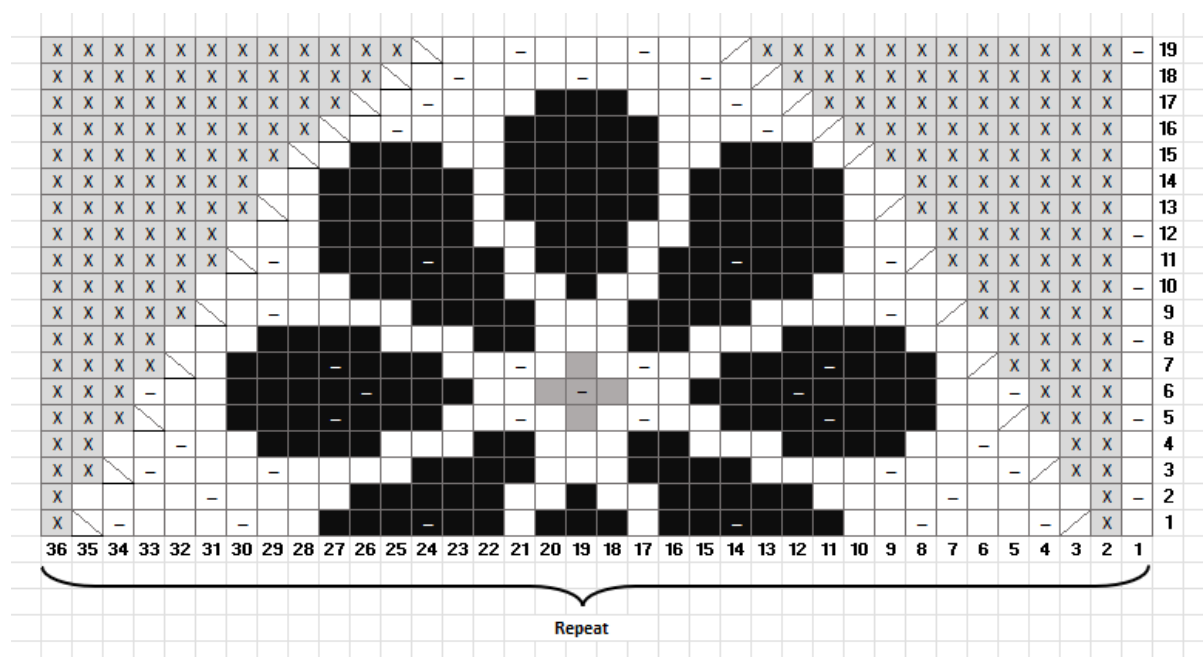 X X X X X X X X X X X X – – X X X X X X X X X X X X – 19
X X X X X X X X X X X – – – X X X X X X X X X X X 18
X X X X X X X X X X – – X X X X X X X X X X 17
X X X X X X X X X – – X X X X X X X X X 16
X X X X X X X X X X X X X X X X 15
X X X X X X X X X X X X X X 14
X X X X X X X X X X X X X X 13
X X X X X X X X X X X X – 12
X X X X X X – – – – X X X X X X 11
X X X X X X X X X X – 10
X X X X X – – X X X X X 9
X X X X X X X X – 8
X X X X – – – – X X X X 7
X X X – – – – – X X X 6
X X X – – – – X X X – 5
X X – – X X 4
X X – – – – X X 3
X – – X – 2
X – – – – – – X 1
36 35 34 33 32 31 30 29 28 27 26 25 24 23 22 21 20 19 18 17 16 15 14 13 12 11 10 9 8 7 6 5 4 3 2 1
Repeat